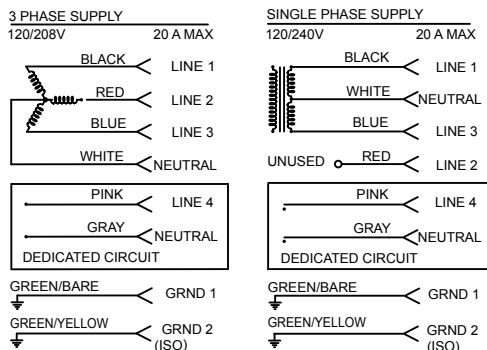 3 PHASE SUPPLY
120/208V 20 A MAX
BLACK LINE 1
RED LINE 2
BLUE LINE 3
WHITE NEUTRAL
PINK LINE 4
GRAY NEUTRAL
DEDICATED CIRCUIT
GREEN/BARE GRND 1
GREEN/YELLOW GRND 2
(ISO)
SINGLE PHASE SUPPLY
120/240V 20 A MAX
BLACK LINE 1
WHITE NEUTRAL
BLUE LINE 3
UNUSED RED LINE 2
PINK LINE 4
GRAY NEUTRAL
DEDICATED CIRCUIT
GREEN/BARE GRND 1
GREEN/YELLOW GRND 2
(ISO)